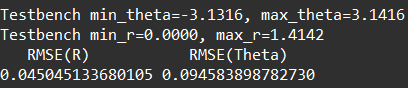 Testbench min_theta=-3.1316, max_theta=3.1416
Testbench min_r=0.0000, max_r=1.4142
RMSE(R) RMSE(Theta)
0.045045133680105 0.094583898782730